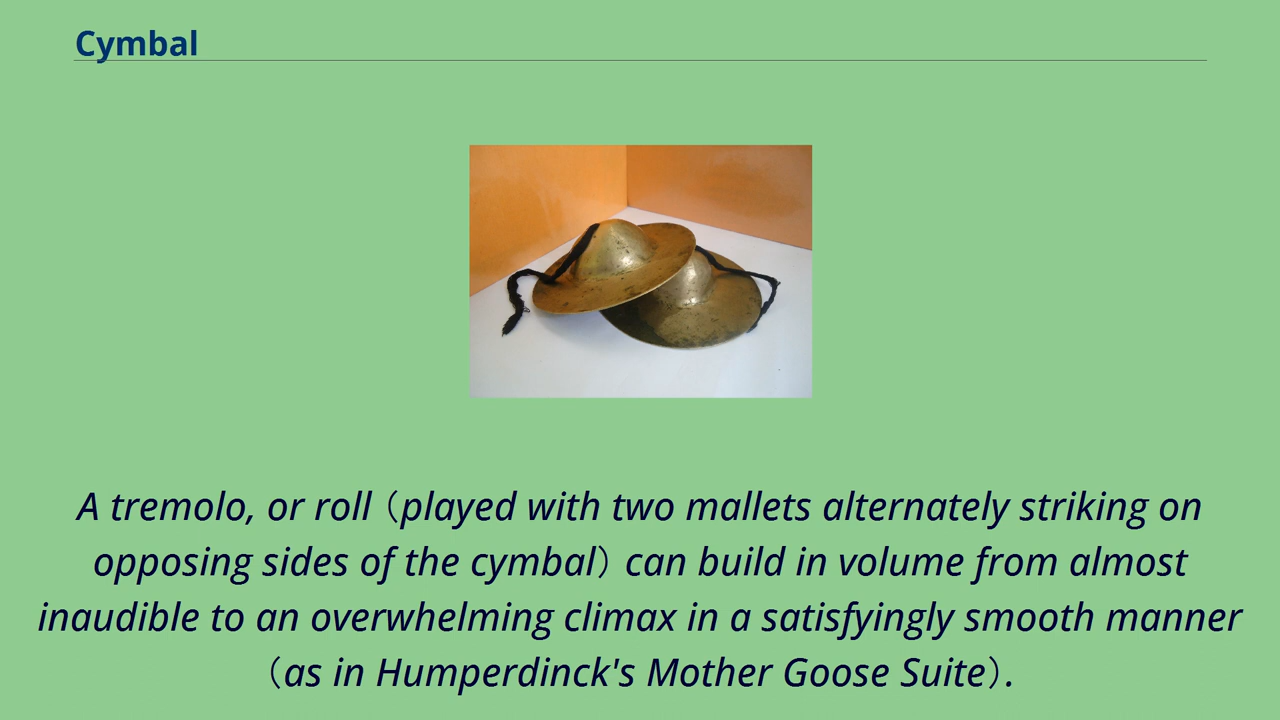 Cymbal
A tremolo, or roll（played with two mallets alternately striking on
opposing sides of the cymbal）can build in volume from almost
inaudible to an overwhelming climax in a satisfyingly smooth manner
（as in Humperdinck's Mother Goose Suite）.